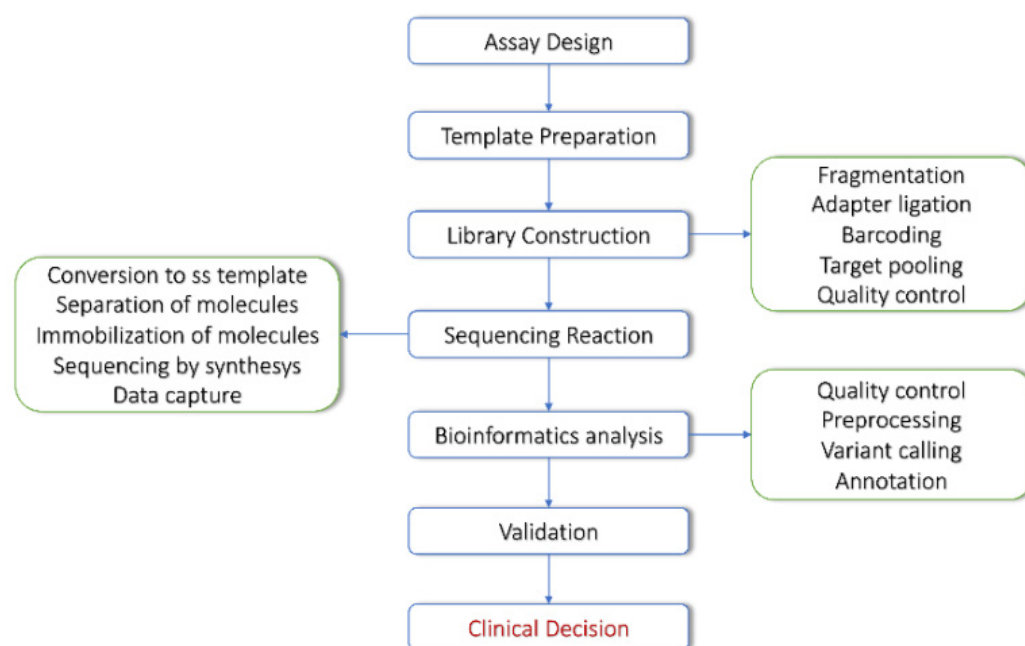 Assay Design
Template Preparation
Library Construction
Fragmentation
Adapter ligation
Barcoding
Target pooling
Quality control
Sequencing Reaction
Conversion to ss template
Separation of molecules
Immobilization of molecules
Sequencing by synthesys
Data capture
Bioinformatics analysis
Quality control
Preprocessing
Variant calling
Annotation
Validation
Clinical Decision